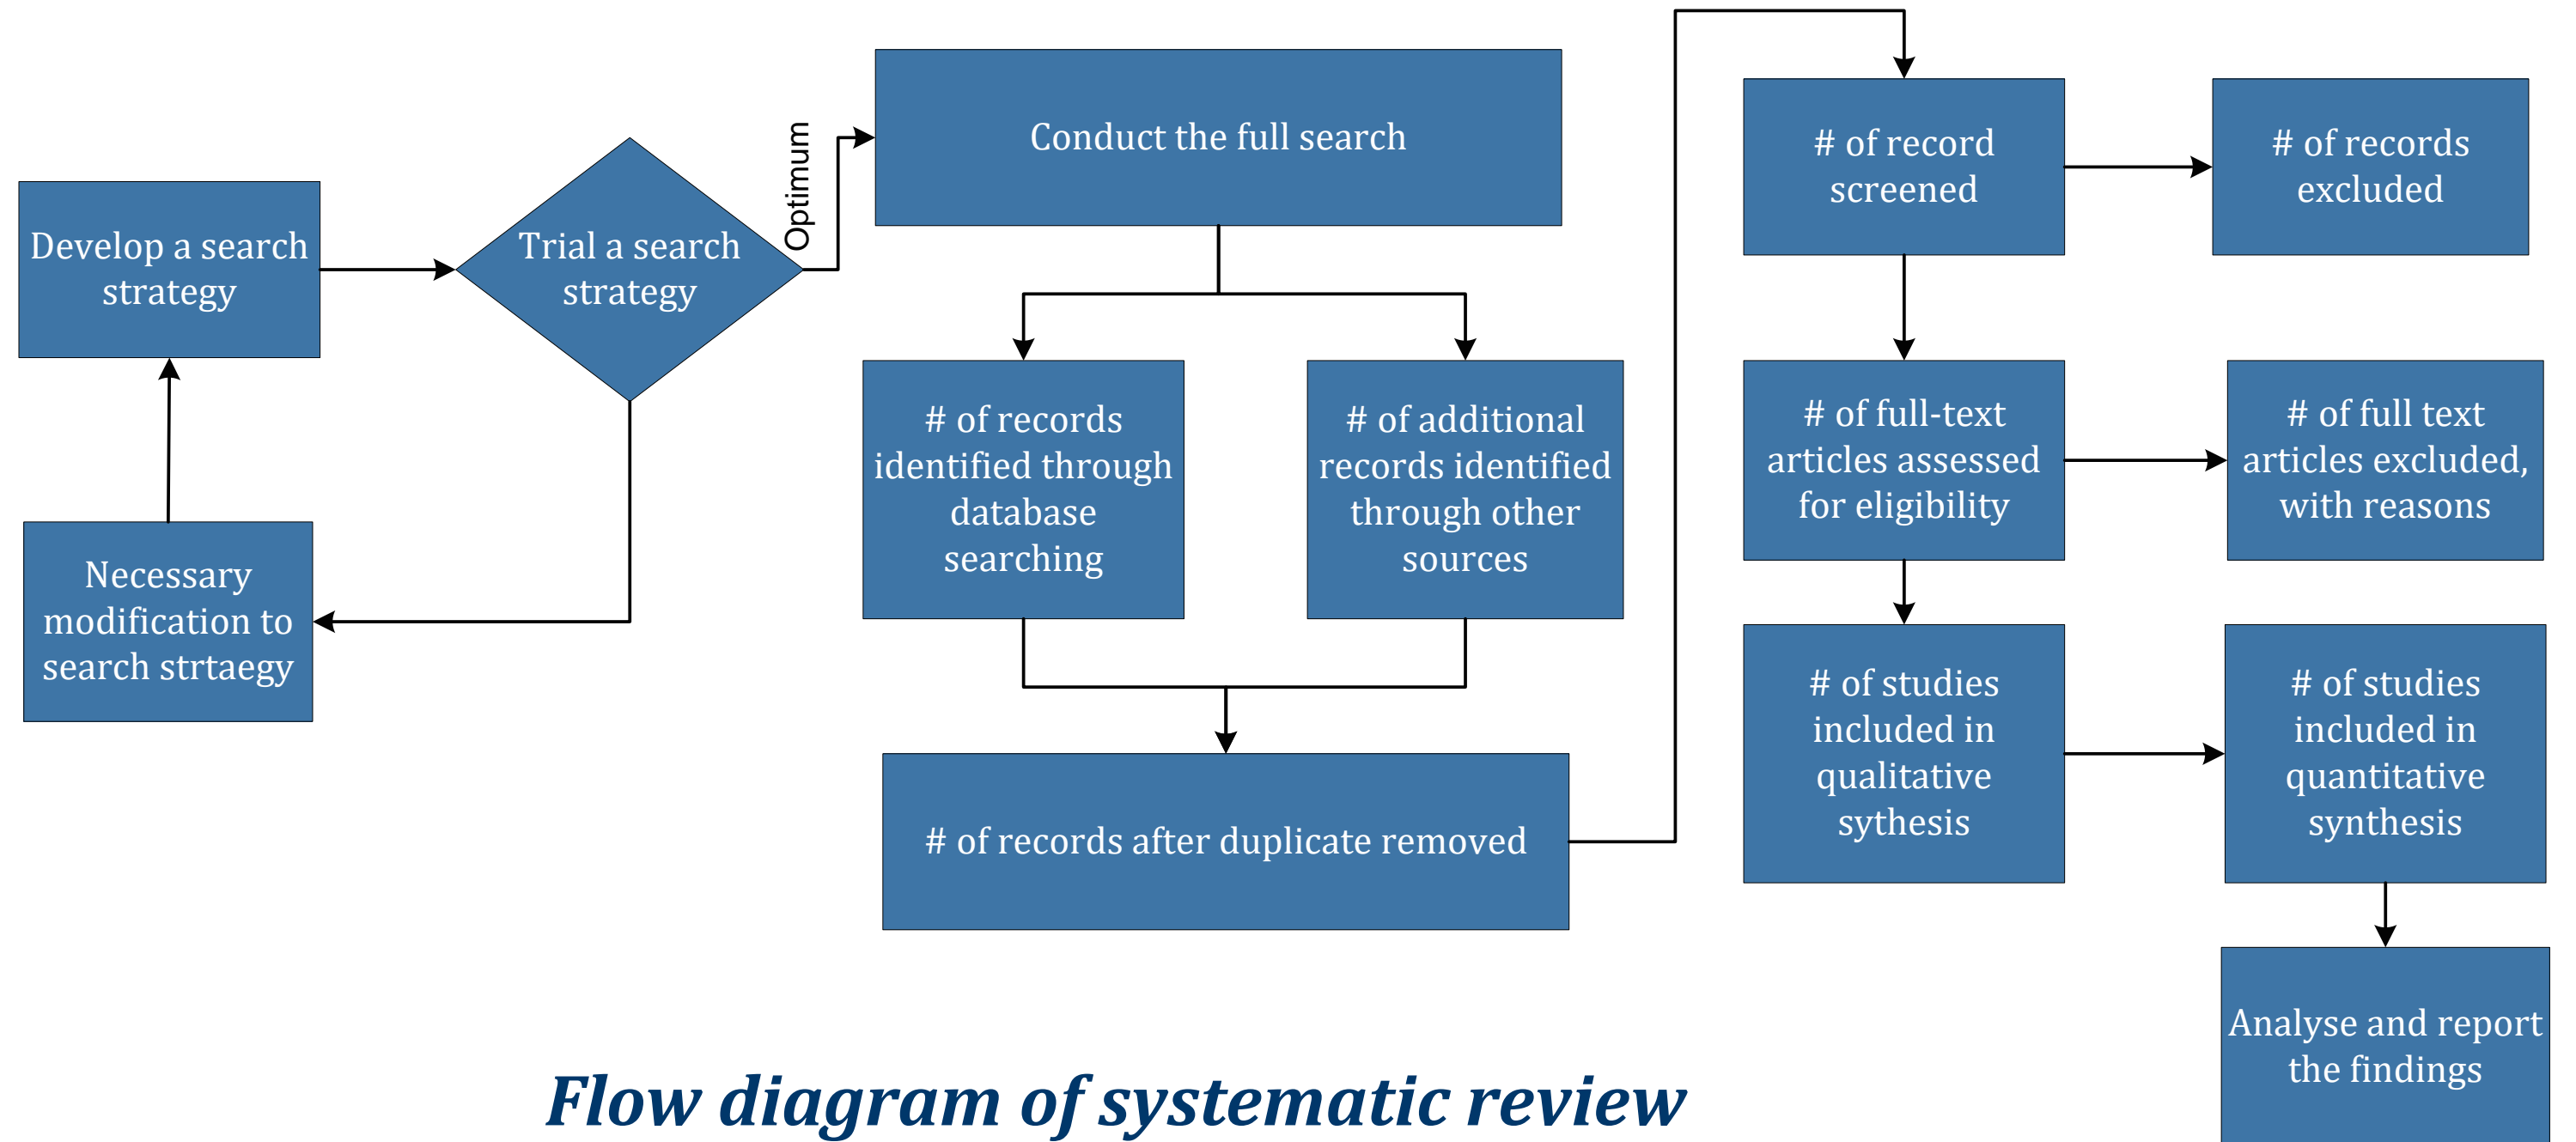 Develop a search
strategy
Trial a search
strategy
Necessary
modification to
search strtaegy
Optimum
Conduct the full search
# of records
identified through
database
searching
# of additional
records identified
through other
sources
# of records after duplicate removed
# of record
screened
# of records
excluded
# of full-text
articles assessed
for eligibility
# of full text
articles excluded,
with reasons
# of studies
included in
qualitative
sythesis
# of studies
included in
quantitative
synthesis
Analyse and report
the findings
Flow diagram of systematic review